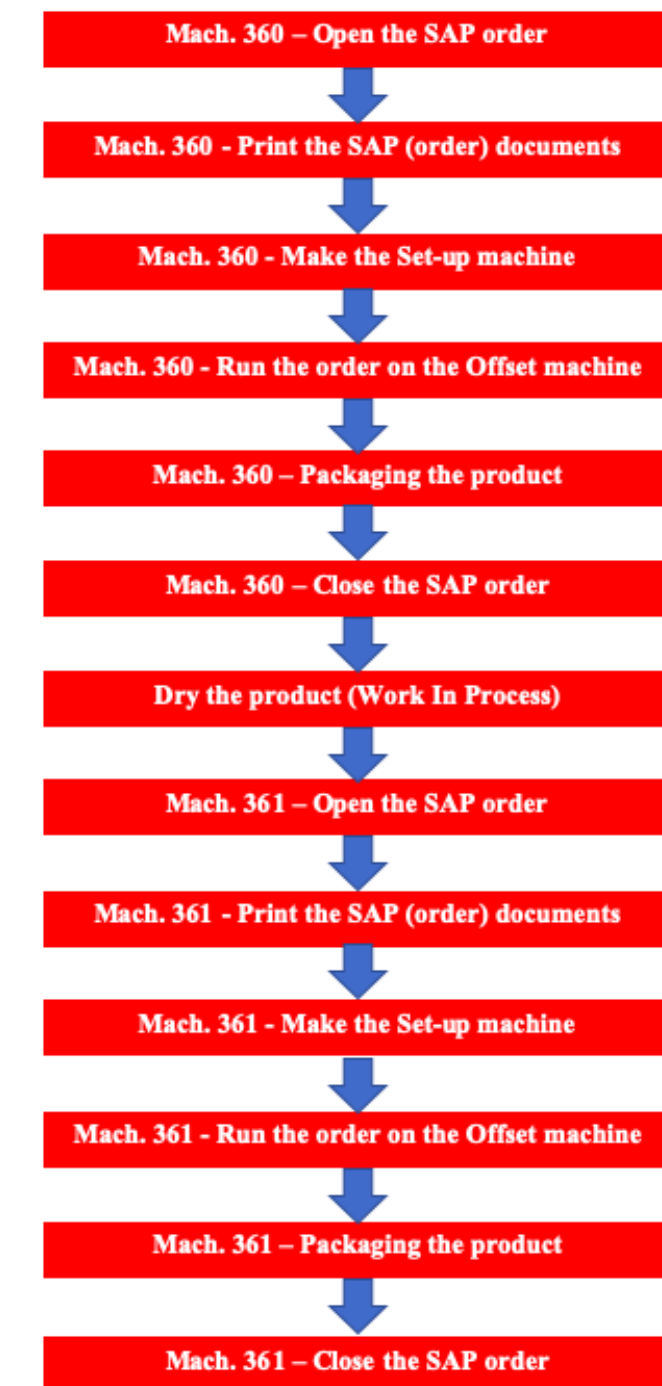 Mach. 360 – Open the SAP order
Mach. 360 - Print the SAP (order) documents
Mach. 360 - Make the Set-up machine
Mach. 360 - Run the order on the Offset machine
Mach. 360 – Packaging the product
Mach. 360 – Close the SAP order
Dry the product (Work In Process)
Mach. 361 – Open the SAP order
Mach. 361 - Print the SAP (order) documents
Mach. 361 - Make the Set-up machine
Mach. 361 - Run the order on the Offset machine
Mach. 361 – Packaging the product
Mach. 361 – Close the SAP order